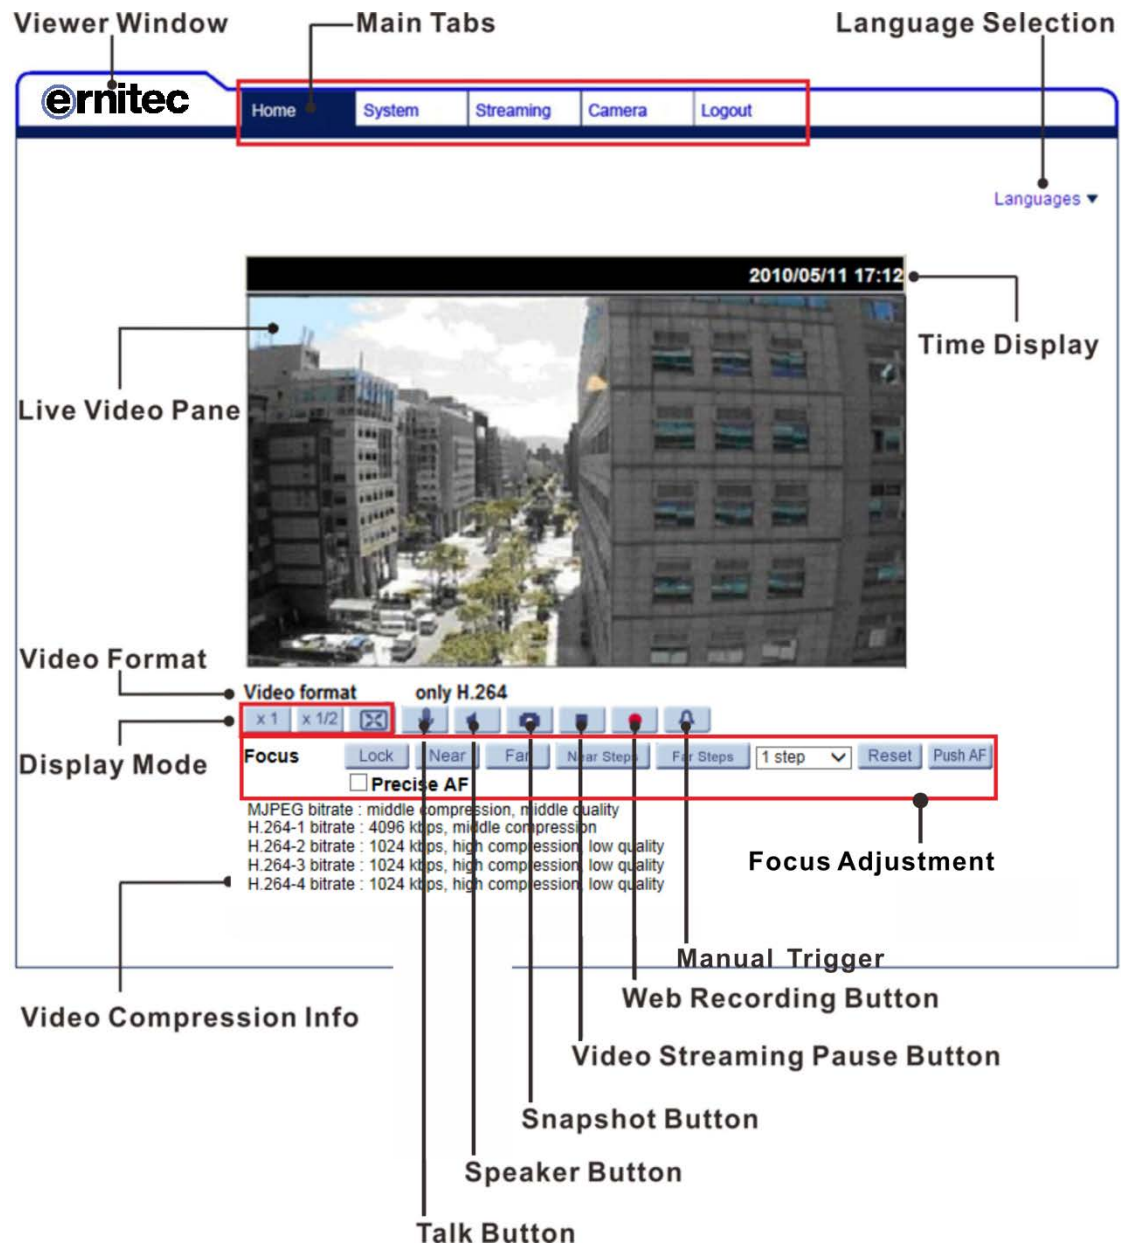 Viewer Window
Main Tabs
Language Selection
ernitec
Home System Streaming Camera Logout
Languages
2010/05/11 17:12
Time Display
Live Video Pane
Video Format
Video format only H.264
x 1 x 1/2
Display Mode
Focus Lock Near Far Near Steps Far Steps 1 step Reset Push AF
Precise AF
MJPEG bitrate : middle compression, middle quality
H.264-1 bitrate : 4096 kbps, middle compression
H.264-2 bitrate : 1024 kbps, high compression, low quality
H.264-3 bitrate : 1024 kbps, high compression, low quality
H.264-4 bitrate : 1024 kbps, high compression, low quality
Focus Adjustment
Manual Trigger
Web Recording Button
Video Compression Info
Video Streaming Pause Button
Snapshot Button
Speaker Button
Talk Button